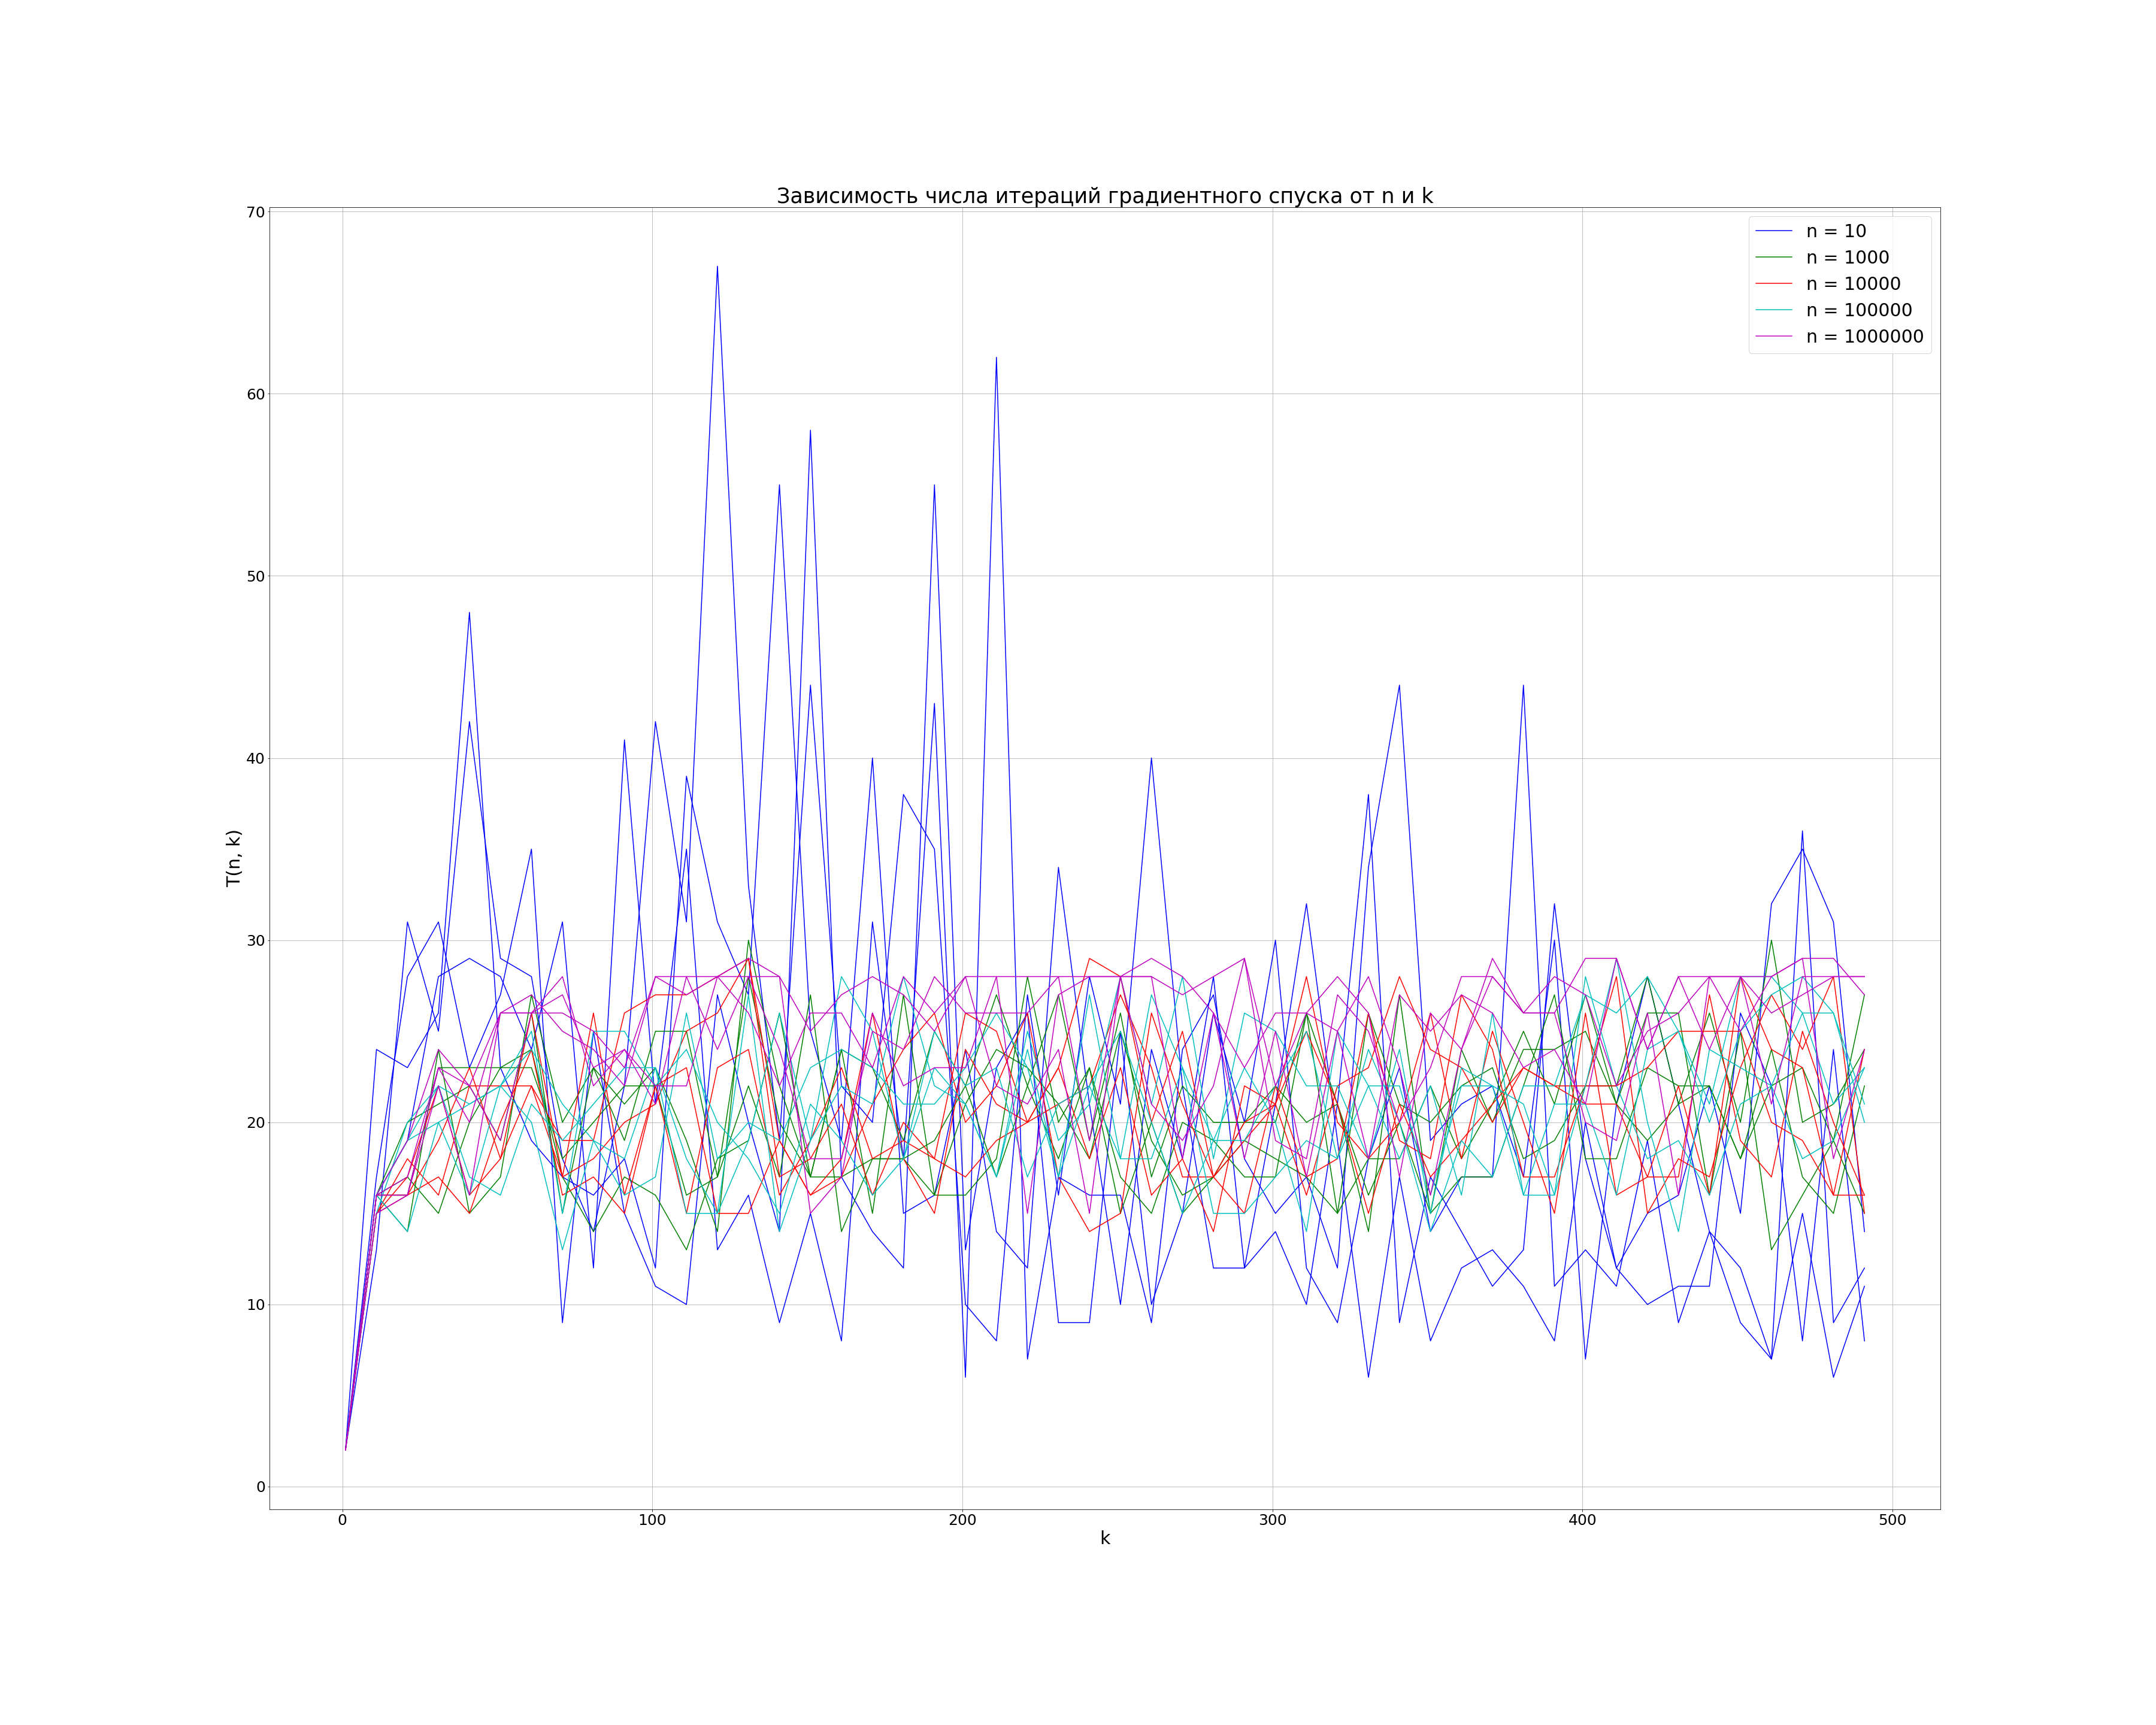 Зависимость числа итераций градиентного спуска от n и k
70
60
50
40
30
20
10
0
T(n, k)
n = 10
n = 1000
n = 10000
n = 100000
n = 1000000
0 100 200 300 400 500
k